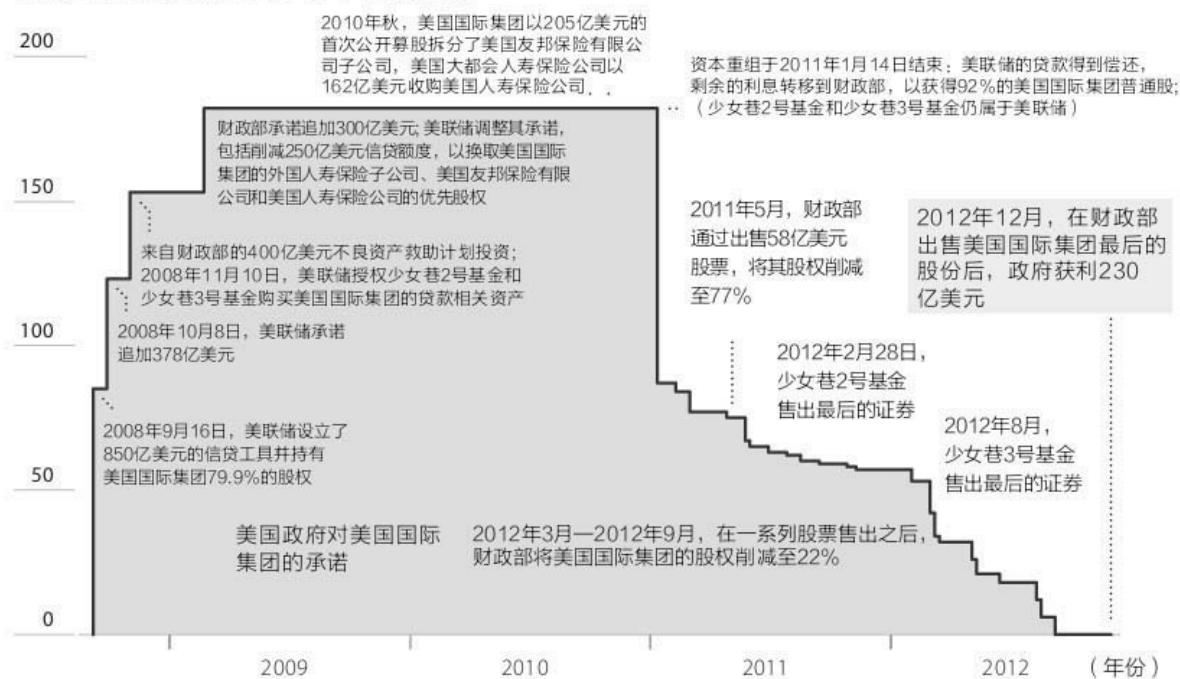 200
2010年秋，美国国际集团以205亿美元的
首次公开募股拆分了美国友邦保险有限公
司子公司，美国大都会人寿保险公司以
162亿美元收购美国人寿保险公司．．
资本重组于2011年1月14日结束；美联储的贷款得到偿还，
剩余的利息转移到财政部，以获得92%的美国国际集团普通股；
（少女巷2号基金和少女巷3号基金仍属于美联储）
财政部承诺追加300亿美元；美联储调整其承诺，
包括削减250亿美元信贷额度，以换取美国国际
集团的外国人寿保险子公司、美国友邦保险有限
公司和美国人寿保险公司的优先股权
150
来自财政部的400亿美元不良资产救助计划投资；
2008年11月10日，美联储授权少女巷2号基金和
少女巷3号基金购买美国国际集团的贷款相关资产
2011年5月，财政部
通过出售58亿美元
股票，将其股权削减
至77%
2012年12月，在财政部
出售美国国际集团最后的
股份后，政府获利230
亿美元
100
2008年10月8日，美联储承诺
追加378亿美元
2012年2月28日，
少女巷2号基金
售出最后的证券
2008年9月16日，美联储设立了
850亿美元的信贷工具并持有
美国国际集团79.9%的股权
2012年8月，
少女巷3号基金
售出最后的证券
50
美国政府对美国国际
集团的承诺
2012年3月—2012年9月，在一系列股票售出之后，
财政部将美国国际集团的股权削减至22%
0
2009
2010
2011
2012
（年份）